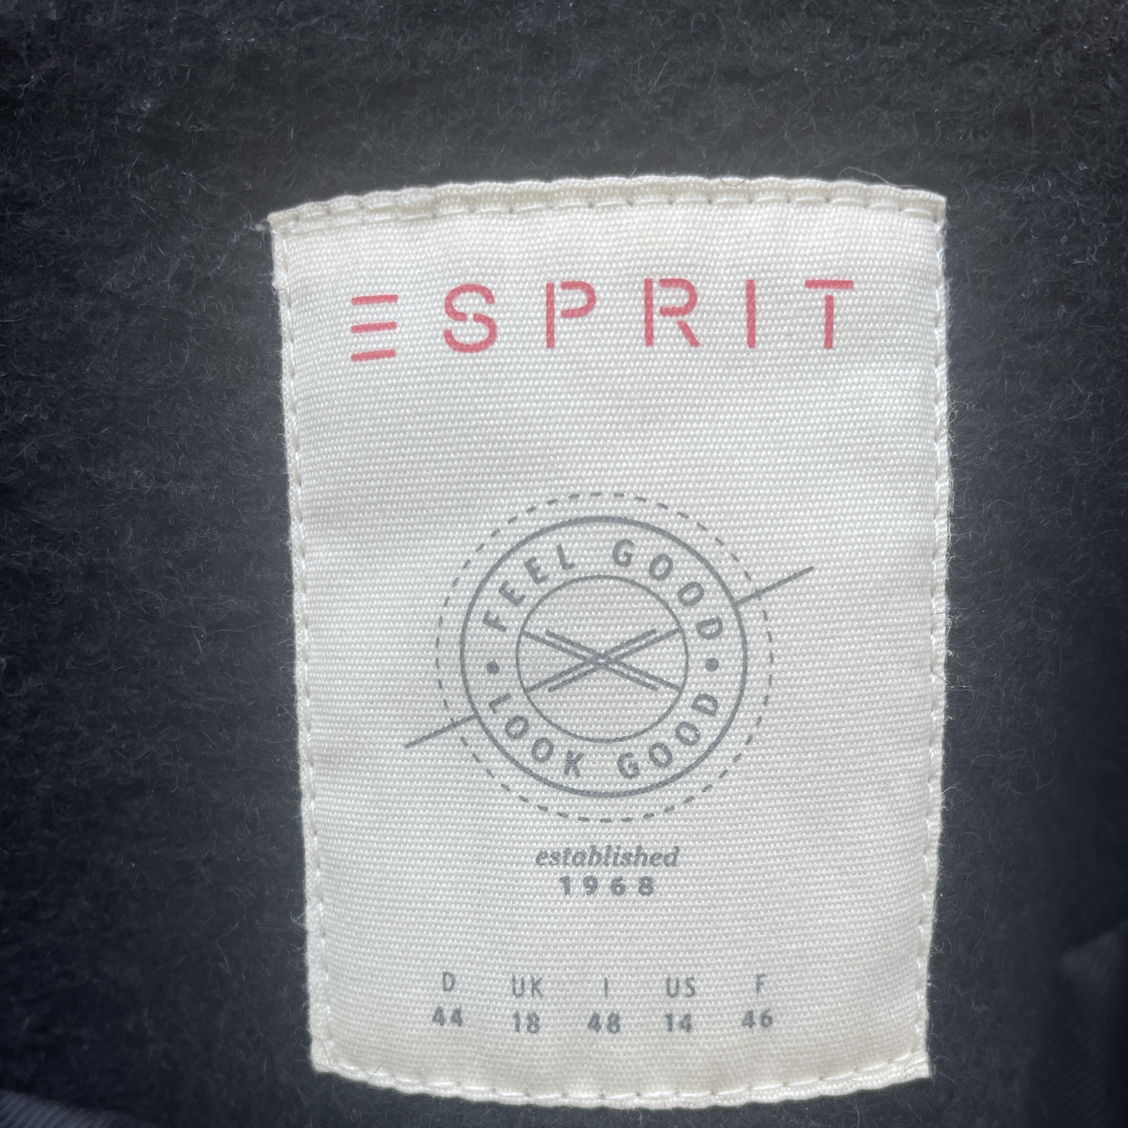 ESPRIT
FEEL GOOD
LOOK GOOD
established
1968
D UK I US F
44 18 48 14 46